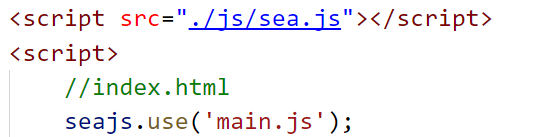 <script src="./js/sea.js"></script>
<script>
//index.html
seajs.use('main.js');